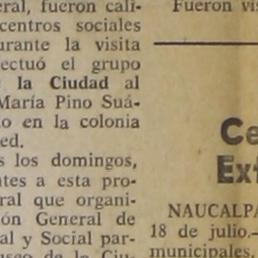 ral, fueron cali-
centros sociales
urante la visita
ectuó el grupo
la Ciudad al
María Pino Suá-
o en la colonia
ed.
s los domingos,
ntes a esta pro-
ral que organi-
ón General de
al y Social par-
Fueron vis
Ce
Ext
NAUCALPA
18 de julio.—
municipales,